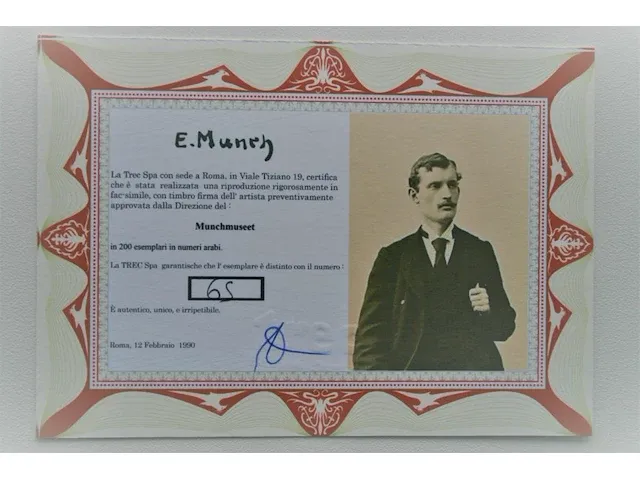 E. Munch
La Trec Spa con sede a Roma, in Viale Tiziano 19, certifica
che è stata realizzata una riproduzione rigorosamente in
fac-simile, con timbro firma dell' artista preventivamente
approvata dalla Direzione del :
Munchmuseet
in 200 esemplari in numeri arabi.
La TREC Spa garantische che l' esemplare è distinto con il numero :
65
È autentico, unico, e irripetibile.
Roma, 12 Febbraio 1990